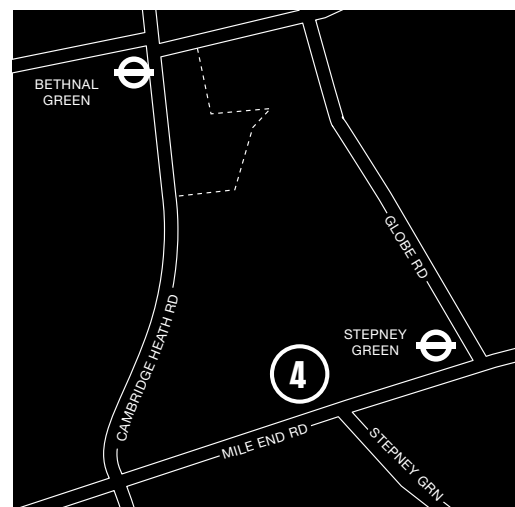 BETHNAL
GREEN
GLOBE RD
CAMBRIDGE HEATH RD
STEPNEY
GREEN
4
MILE END RD
STEPNEY GRN